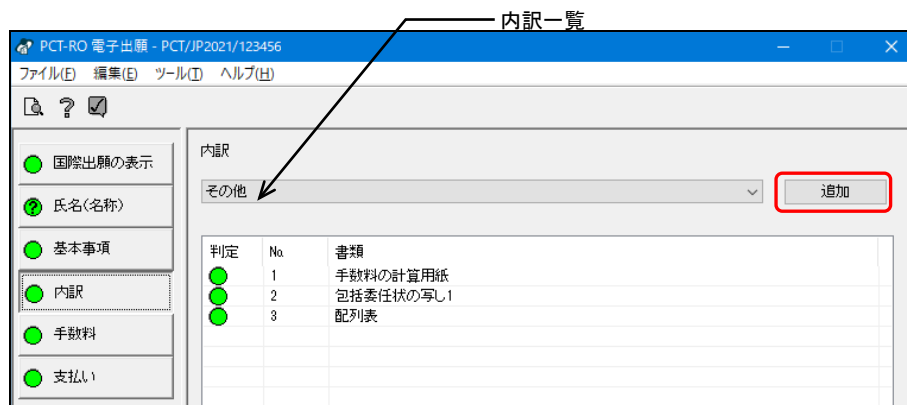 内訳一覧
PCT-RO 電子出願 - PCT/JP2021/123456
ファイル(F) 編集(E) ツール(T) ヘルプ(H)
内訳
その他 追加
国際出願の表示
氏名(名称)
基本事項
内訳
手数料
支払い
判定 No. 書類
1 手数料の計算用紙
2 包括委任状の写し1
3 配列表